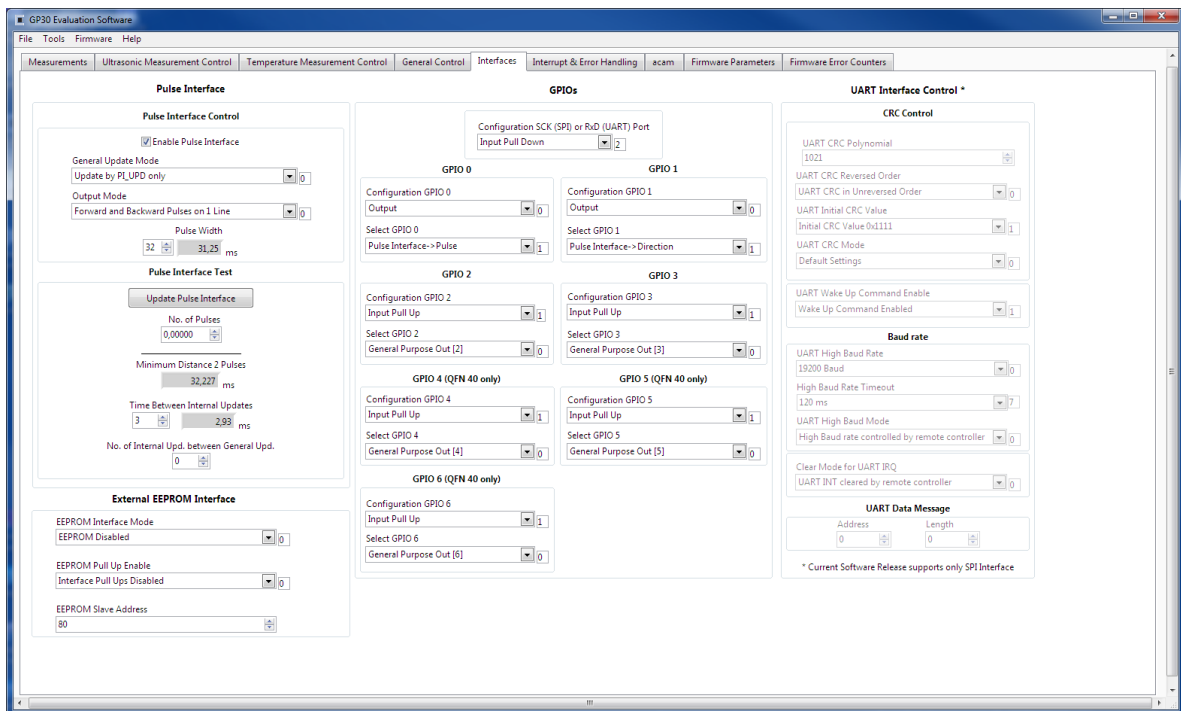 GP30 Evaluation Software
File Tools Firmware Help
Measurements Ultrasonic Measurement Control Temperature Measurement Control General Control Interfaces Interrupt & Error Handling acam Firmware Parameters Firmware Error Counters
Pulse Interface
Pulse Interface Control
Enable Pulse Interface
General Update Mode
Update by PI_UPD only 0
Output Mode
Forward and Backward Pulses on 1 Line 0
Pulse Width
32 31,25 ms
Pulse Interface Test
Update Pulse Interface
No. of Pulses
0,00000
Minimum Distance 2 Pulses
32,227 ms
Time Between Internal Updates
3 2,93 ms
No. of Internal Upd. between General Upd.
0
External EEPROM Interface
EEPROM Interface Mode
EEPROM Disabled 0
EEPROM Pull Up Enable
Interface Pull Ups Disabled 0
EEPROM Slave Address
80
GPIOs
Configuration SCK (SPI) or RxD (UART) Port
Input Pull Down 2
GPIO 0
Configuration GPIO 0
Output 0
Select GPIO 0
Pulse Interface->Pulse 1
GPIO 1
Configuration GPIO 1
Output 0
Select GPIO 1
Pulse Interface->Direction 1
GPIO 2
Configuration GPIO 2
Input Pull Up 1
Select GPIO 2
General Purpose Out [2] 0
GPIO 3
Configuration GPIO 3
Input Pull Up 1
Select GPIO 3
General Purpose Out [3] 0
GPIO 4 (QFN 40 only)
Configuration GPIO 4
Input Pull Up 1
Select GPIO 4
General Purpose Out [4] 0
GPIO 5 (QFN 40 only)
Configuration GPIO 5
Input Pull Up 1
Select GPIO 5
General Purpose Out [5] 0
GPIO 6 (QFN 40 only)
Configuration GPIO 6
Input Pull Up 1
Select GPIO 6
General Purpose Out [6] 0
UART Interface Control *
CRC Control
UART CRC Polynomial
1021
UART CRC Reversed Order
UART CRC in Unreversed Order 0
UART Initial CRC Value
Initial CRC Value 0x1111 1
UART CRC Mode
Default Settings 0
UART Wake Up Command Enable
Wake Up Command Enabled 1
Baud rate
UART High Baud Rate
19200 Baud 0
High Baud Rate Timeout
120 ms 7
UART High Baud Mode
High Baud rate controlled by remote controller 0
Clear Mode for UART IRQ
UART INT cleared by remote controller 0
UART Data Message
Address Length
0 0
* Current Software Release supports only SPI Interface